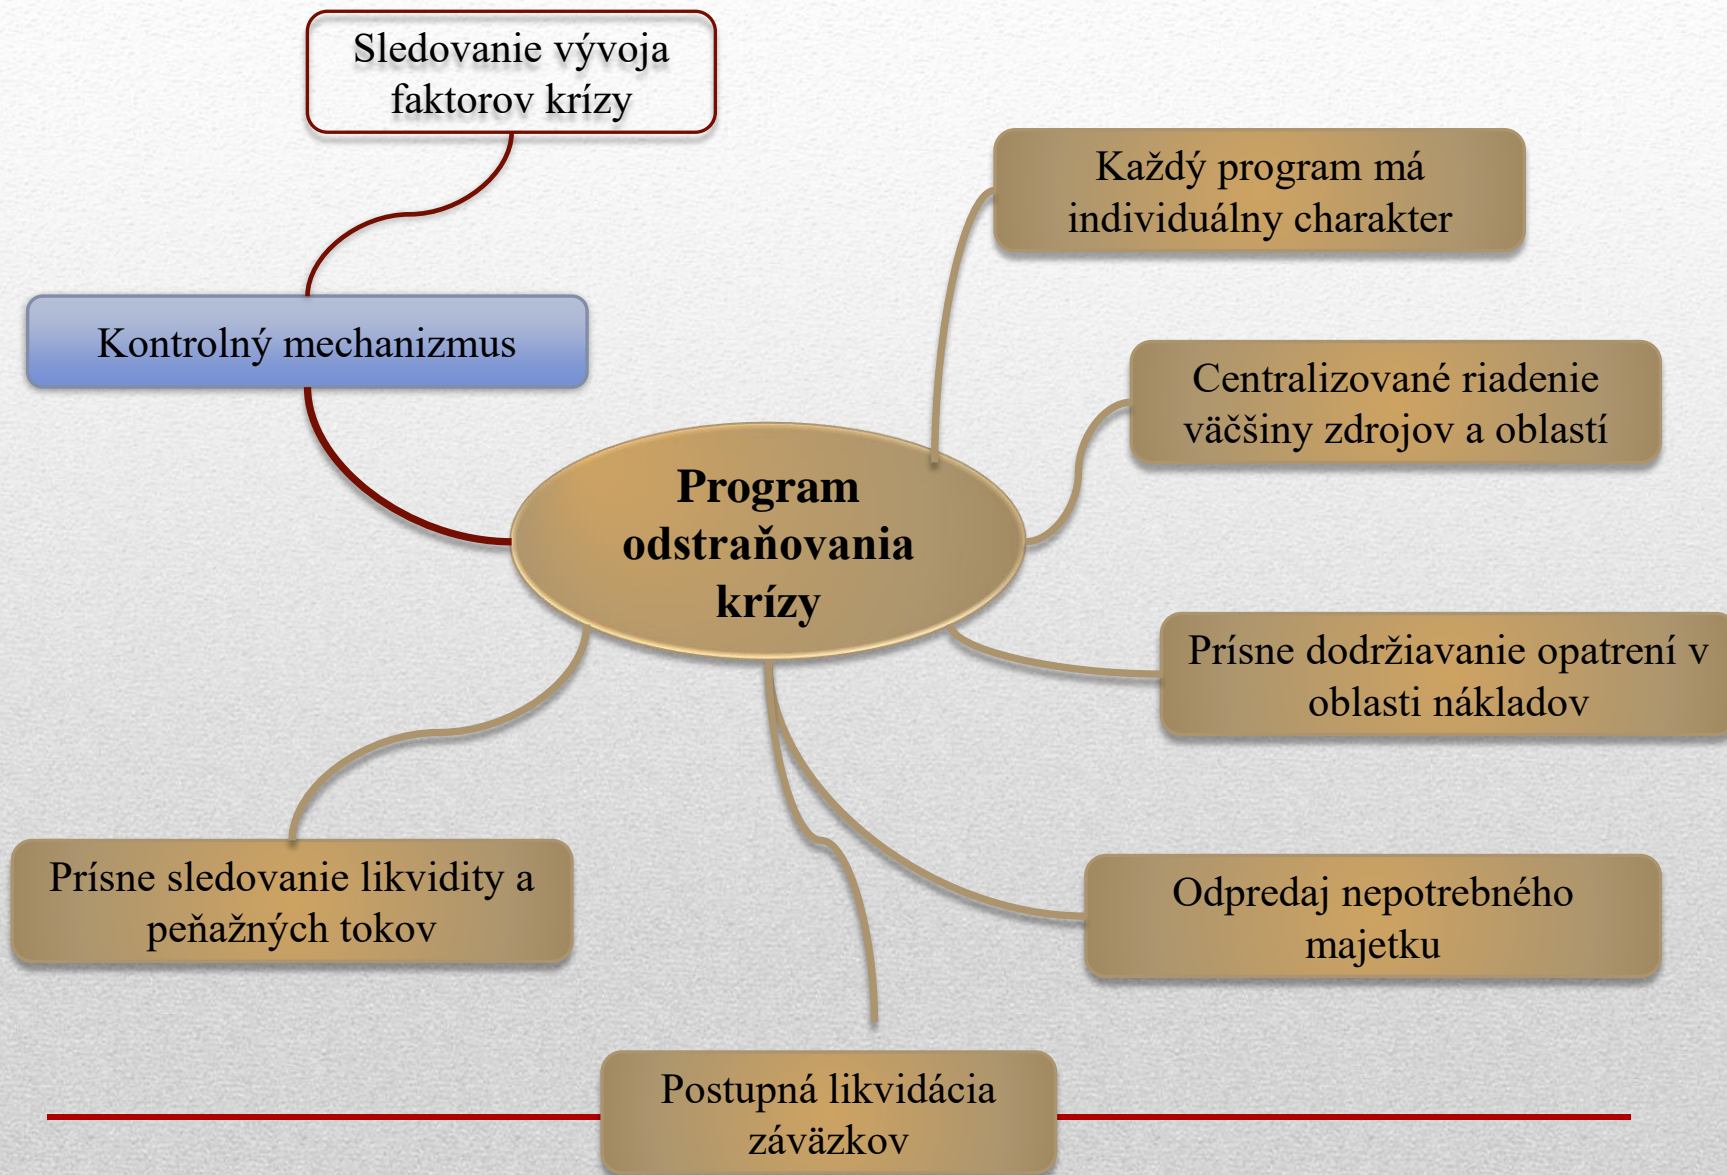 Sledovanie vývoja
faktorov krízy
Každý program má
individuálny charakter
Kontrolný mechanizmus
Centralizované riadenie
väčšiny zdrojov a oblastí
Program
odstraňovania
krízy
Prísne dodržiavanie opatrení v
oblasti nákladov
Prísne sledovanie likvidity a
peňažných tokov
Odpredaj nepotrebného
majetku
Postupná likvidácia
záväzkov